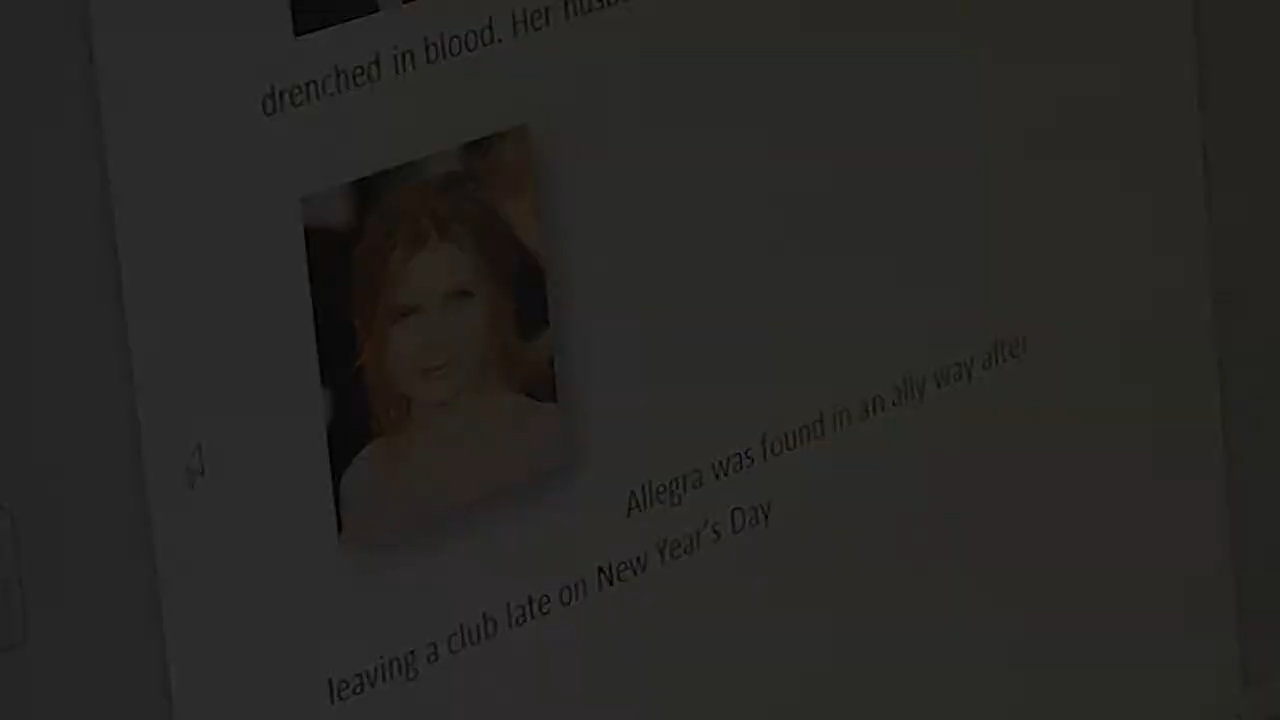 drenched in blood. Her
Allegra was found in an ally way after
leaving a club late on New Year's Day